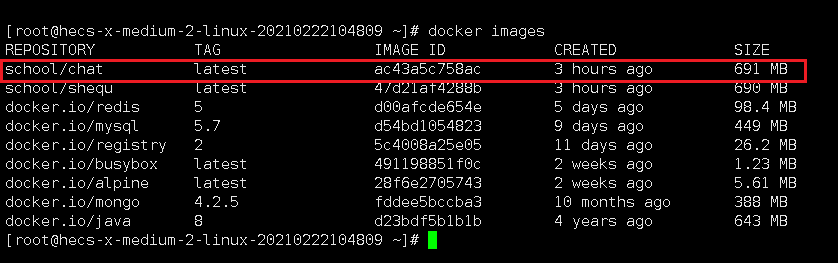 [root@hecs-x-medium-2-linux-20210222104809 ~]# docker images
REPOSITORY TAG IMAGE ID CREATED SIZE
school/chat latest ac43a5c758ac 3 hours ago 691 MB
school/shequ latest 47d21af4288b 3 hours ago 690 MB
docker.io/redis 5 d00afcde654e 5 days ago 98.4 MB
docker.io/mysql 5.7 d54bd1054823 9 days ago 449 MB
docker.io/registry 2 5c4008a25e05 11 days ago 26.2 MB
docker.io/busybox latest 491198851f0c 2 weeks ago 1.23 MB
docker.io/alpine latest 28f6e2705743 2 weeks ago 5.61 MB
docker.io/mongo 4.2.5 fddee5bccba3 10 months ago 388 MB
docker.io/java 8 d23bdf5b1b1b 4 years ago 643 MB
[root@hecs-x-medium-2-linux-20210222104809 ~]#